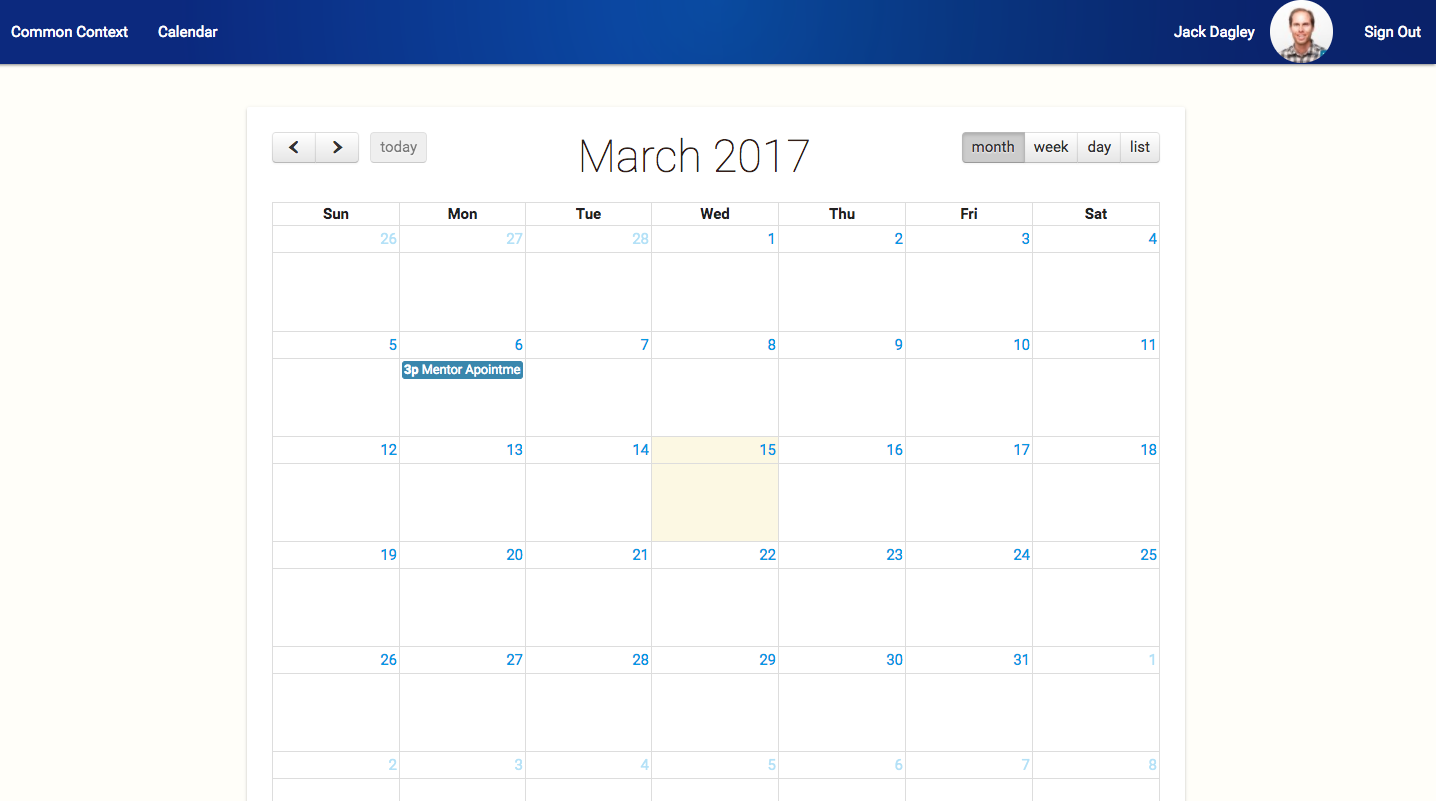 Common Context Calendar Jack Dagley Sign Out
today March 2017 month week day list
Sun Mon Tue Wed Thu Fri Sat
26 27 28 1 2 3 4
5 6 7 8 9 10 11
3p Mentor Apointme
12 13 14 15 16 17 18
19 20 21 22 23 24 25
26 27 28 29 30 31 1
2 3 4 5 6 7 8